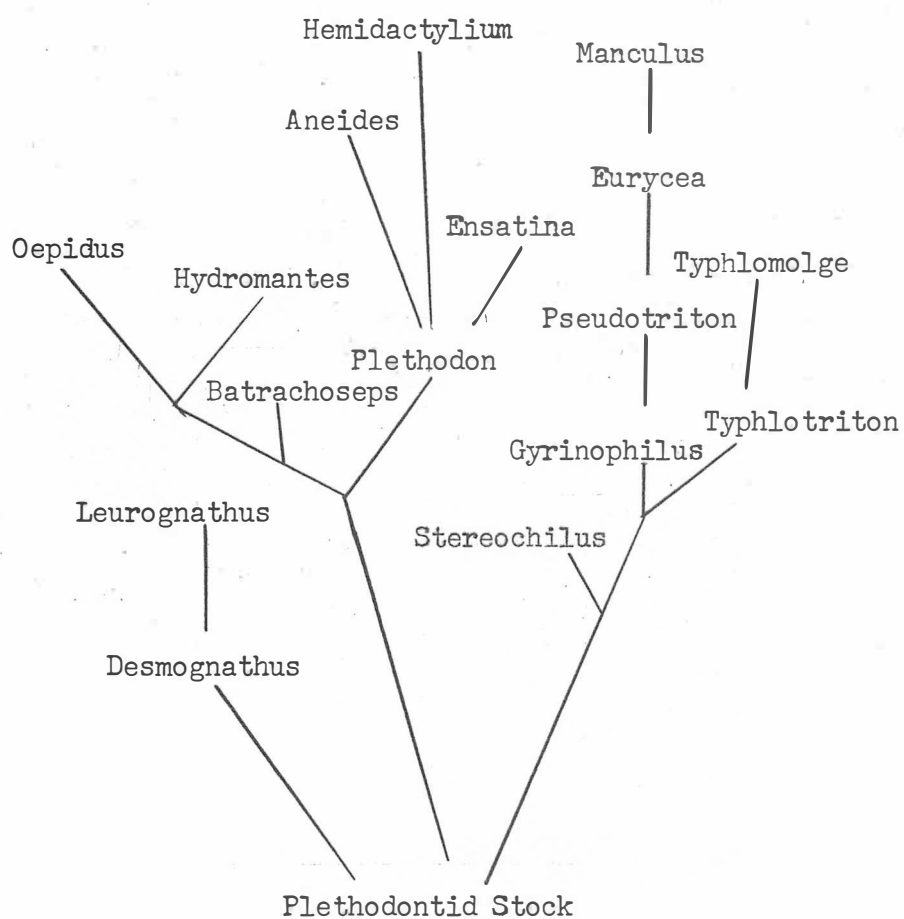 Hemidactylium
Manculus
Aneides
Eurycea
Ensatina
Oepidus
Hydromantes
Typhlomolge
Pseudotriton
Plethodon
Batrachoseps
Typhlotriton
Gyrinophilus
Leurognathus
Stereochilus
Desmognathus
Plethodontid Stock